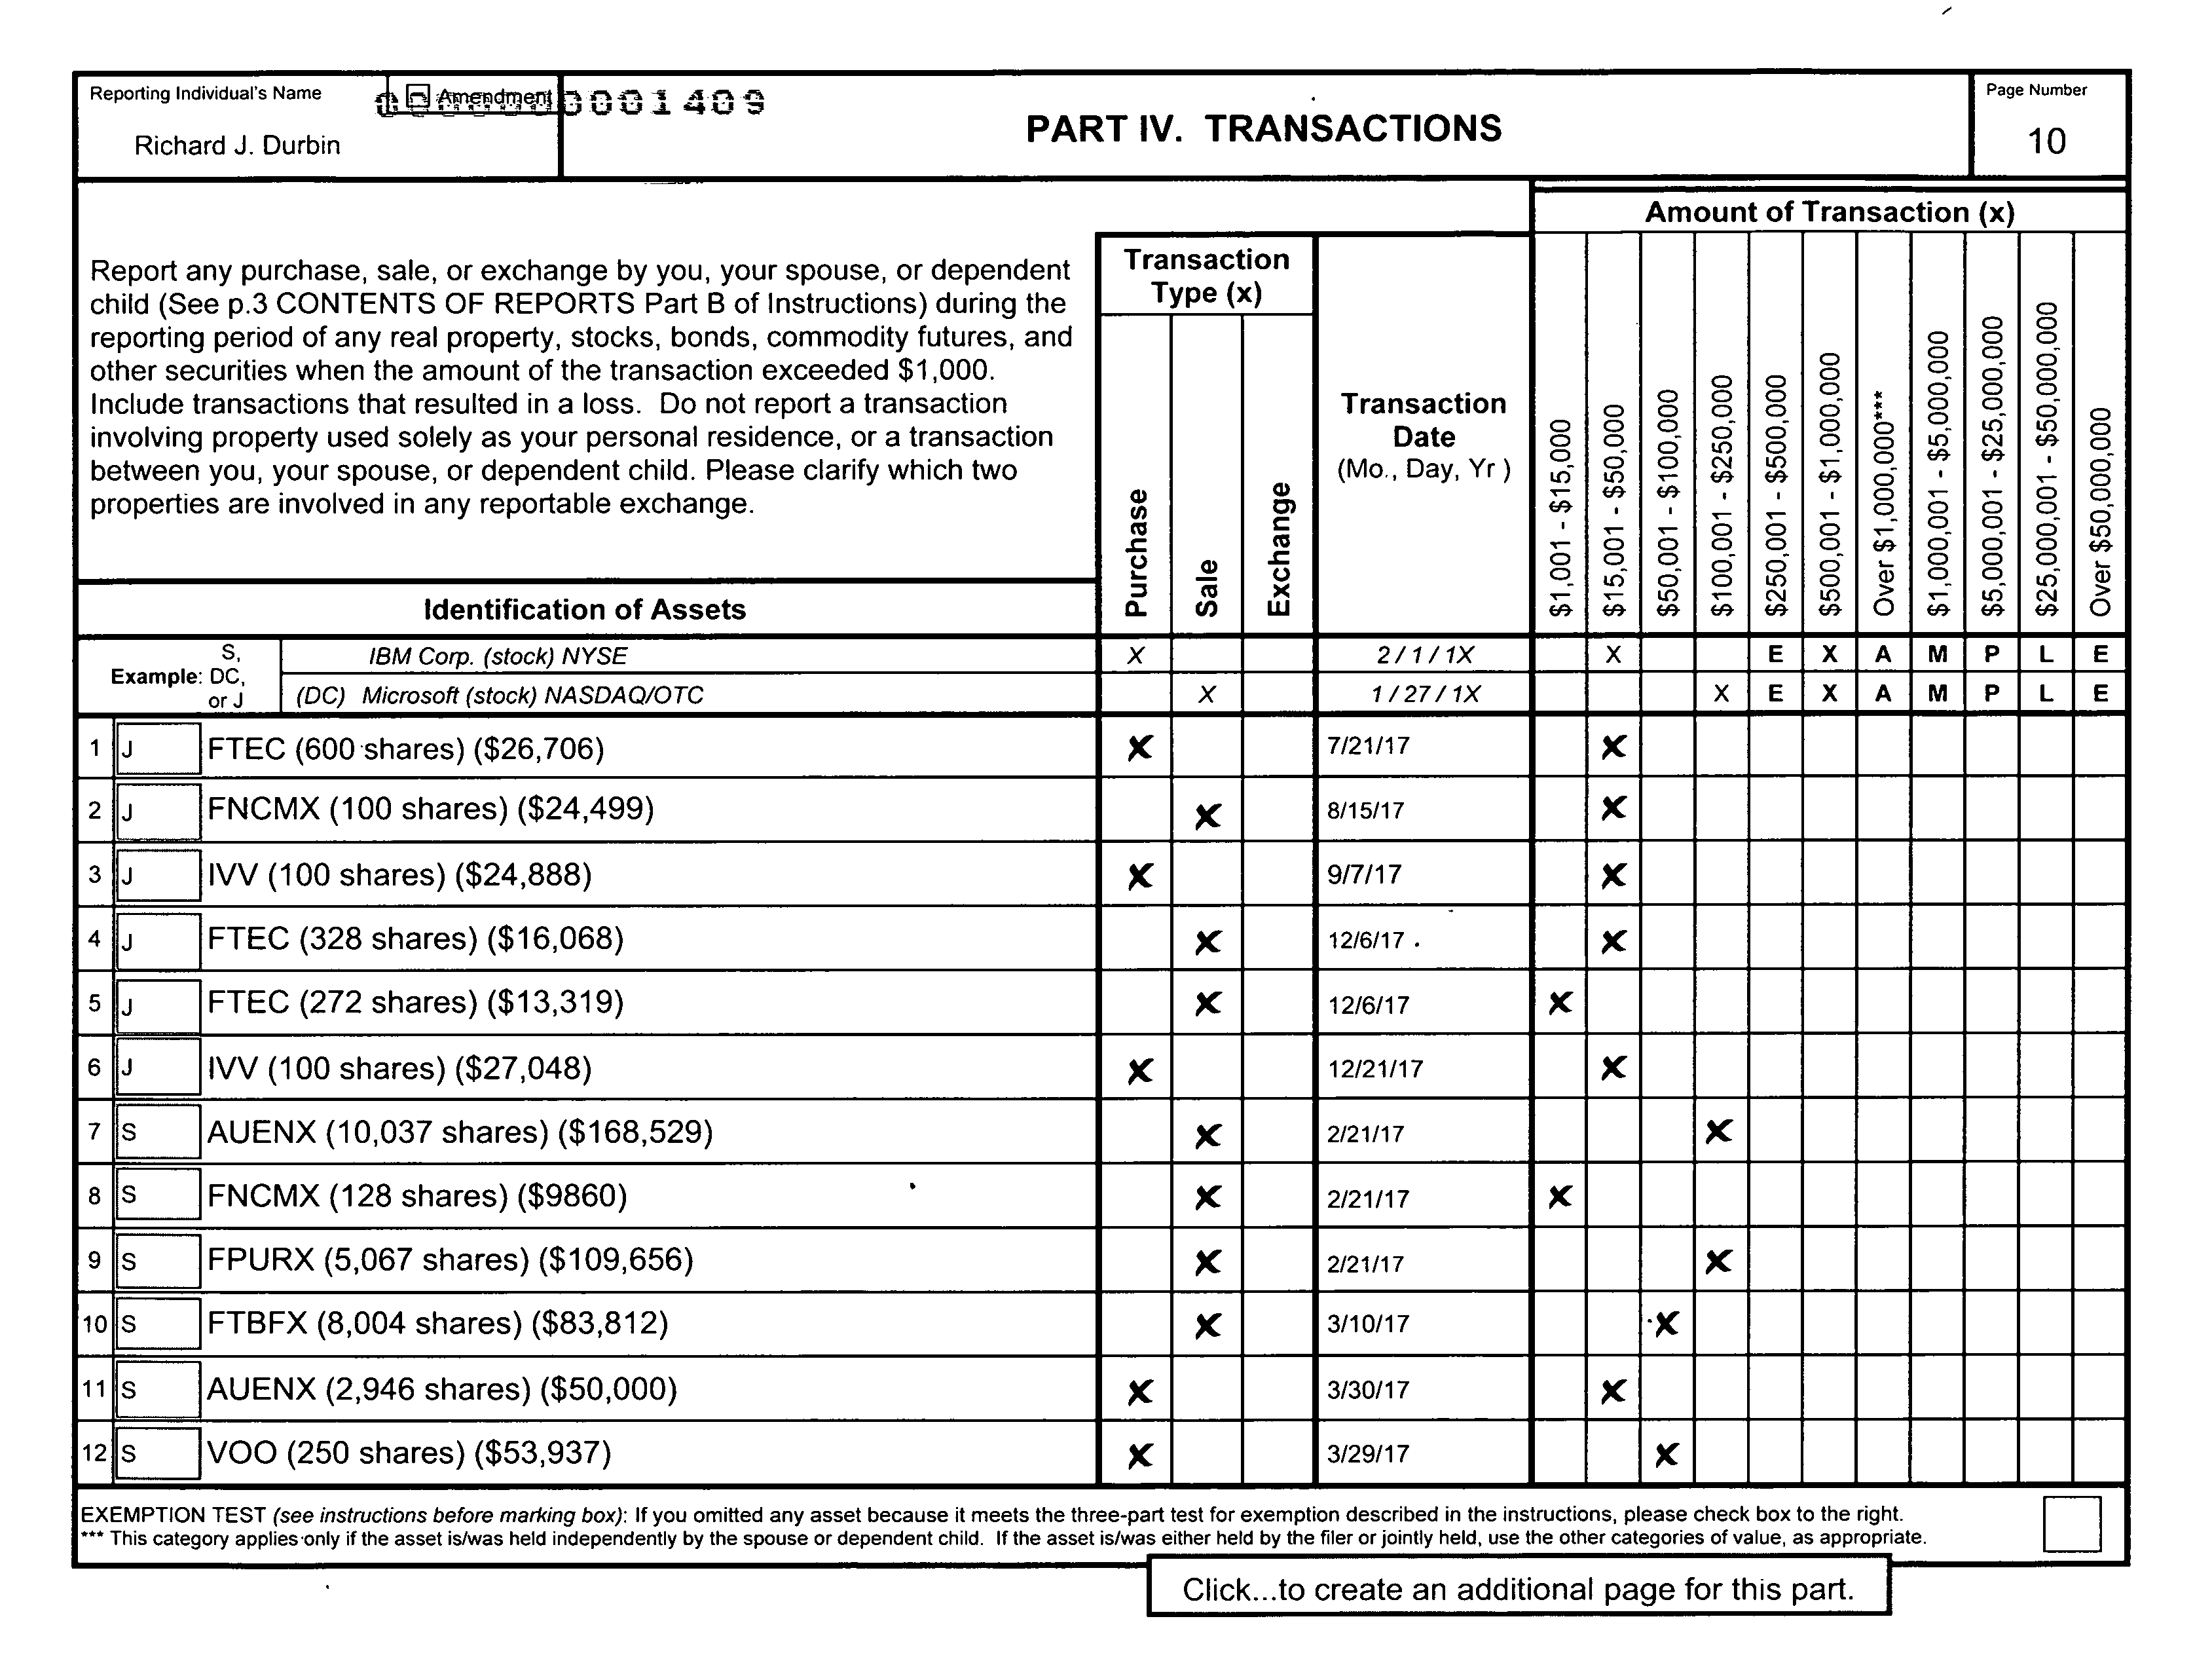 Reporting Individual's Name
Amendment
0001409
Richard J. Durbin
PART IV. TRANSACTIONS
Page Number
10
Amount of Transaction (x)
Report any purchase, sale, or exchange by you, your spouse, or dependent
child (See p.3 CONTENTS OF REPORTS Part B of Instructions) during the
reporting period of any real property, stocks, bonds, commodity futures, and
other securities when the amount of the transaction exceeded $1,000.
Include transactions that resulted in a loss. Do not report a transaction
involving property used solely as your personal residence, or a transaction
between you, your spouse, or dependent child. Please clarify which two
properties are involved in any reportable exchange.
Transaction
Type (x)
Purchase
Sale
Exchange
Transaction
Date
(Mo., Day, Yr )
$1,001 - $15,000
$15,001 - $50,000
$50,001 - $100,000
$100,001 - $250,000
$250,001 - $500,000
$500,001 - $1,000,000
Over $1,000,000***
$1,000,001 - $5,000,000
$5,000,001 - $25,000,000
$25,000,001 - $50,000,000
Over $50,000,000
Identification of Assets
Example: S, DC, or J
IBM Corp. (stock) NYSE X 2 / 1 / 1X X E X A M P L E
(DC) Microsoft (stock) NASDAQ/OTC X 1 / 27 / 1X X E X A M P L E
1 J FTEC (600 shares) ($26,706) X 7/21/17 X
2 J FNCMX (100 shares) ($24,499) X 8/15/17 X
3 J IVV (100 shares) ($24,888) X 9/7/17 X
4 J FTEC (328 shares) ($16,068) X 12/6/17 X
5 J FTEC (272 shares) ($13,319) X 12/6/17 X
6 J IVV (100 shares) ($27,048) X 12/21/17 X
7 S AUENX (10,037 shares) ($168,529) X 2/21/17 X
8 S FNCMX (128 shares) ($9860) X 2/21/17 X
9 S FPURX (5,067 shares) ($109,656) X 2/21/17 X
10 S FTBFX (8,004 shares) ($83,812) X 3/10/17 X
11 S AUENX (2,946 shares) ($50,000) X 3/30/17 X
12 S VOO (250 shares) ($53,937) X 3/29/17 X
EXEMPTION TEST (see instructions before marking box): If you omitted any asset because it meets the three-part test for exemption described in the instructions, please check box to the right.
*** This category applies only if the asset is/was held independently by the spouse or dependent child. If the asset is/was either held by the filer or jointly held, use the other categories of value, as appropriate.
Click...to create an additional page for this part.